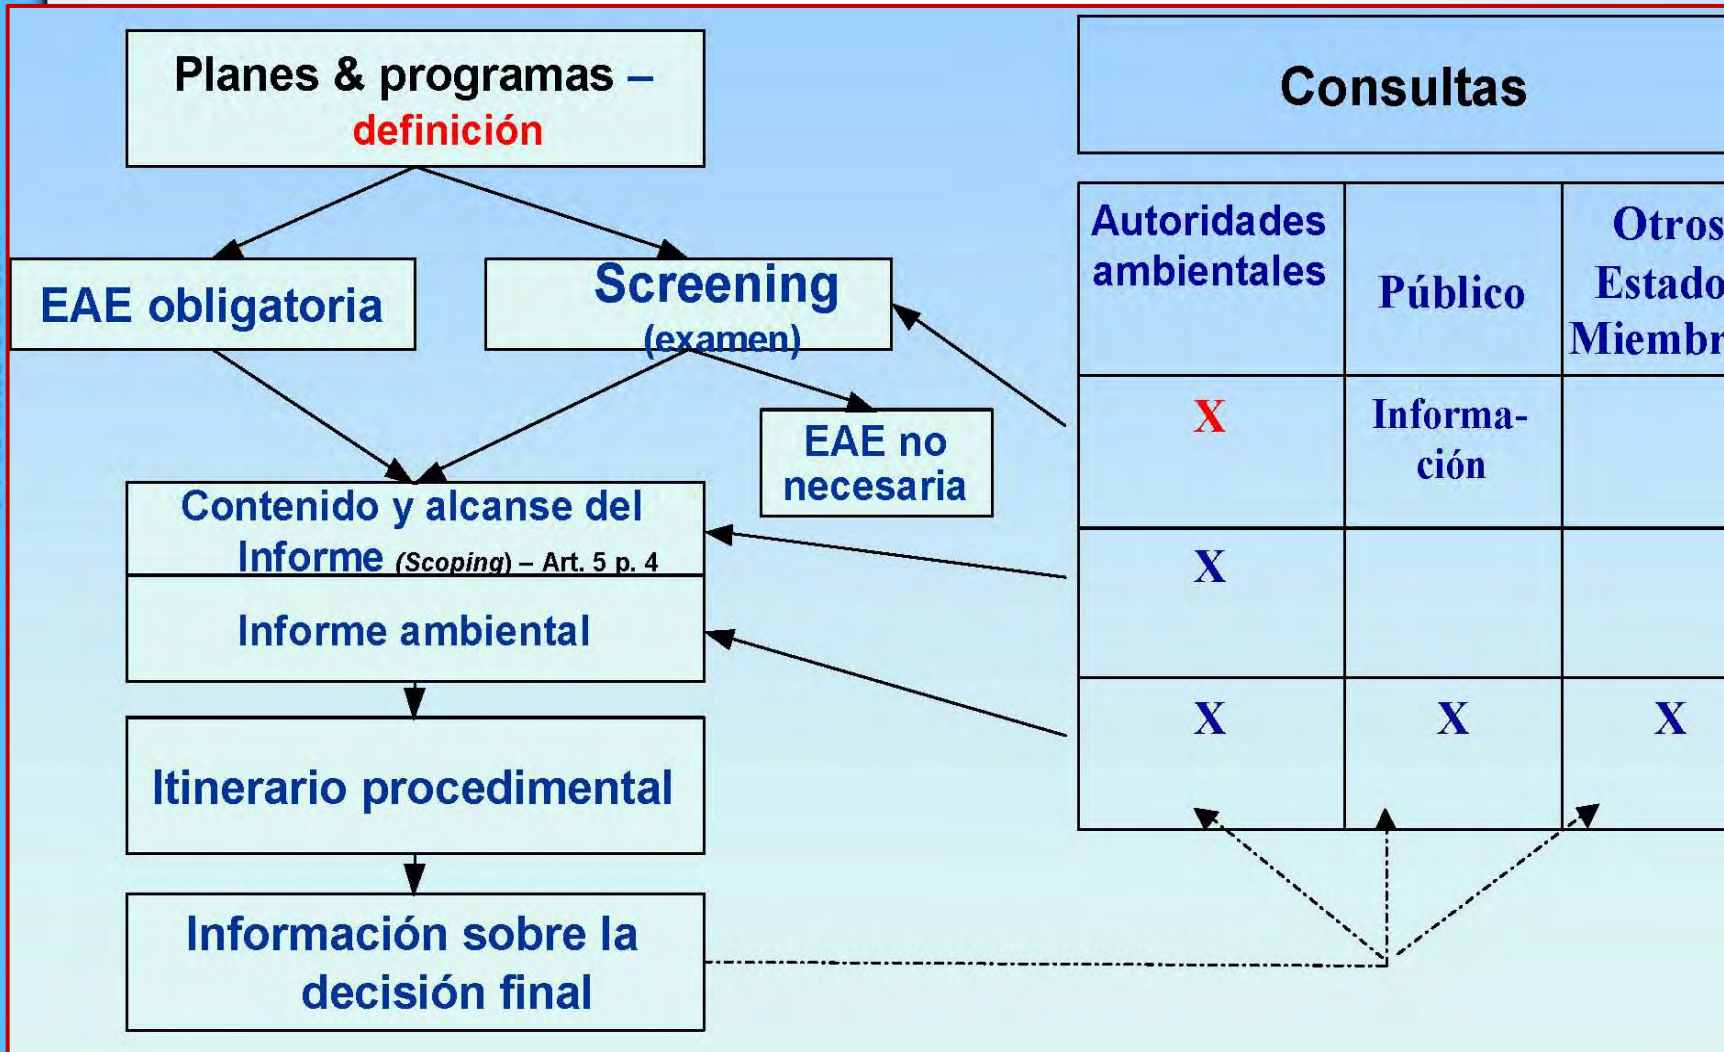 Planes & programas –
definición
EAE obligatoria
Screening
(examen)
EAE no
necesaria
Contenido y alcanse del
Informe (Scoping) – Art. 5 p. 4
Informe ambiental
Itinerario procedimental
Información sobre la
decisión final
Consultas
Autoridades
ambientales
Público
Otros
Estado
Miembr
X
Informa-
ción
X
X
X
X